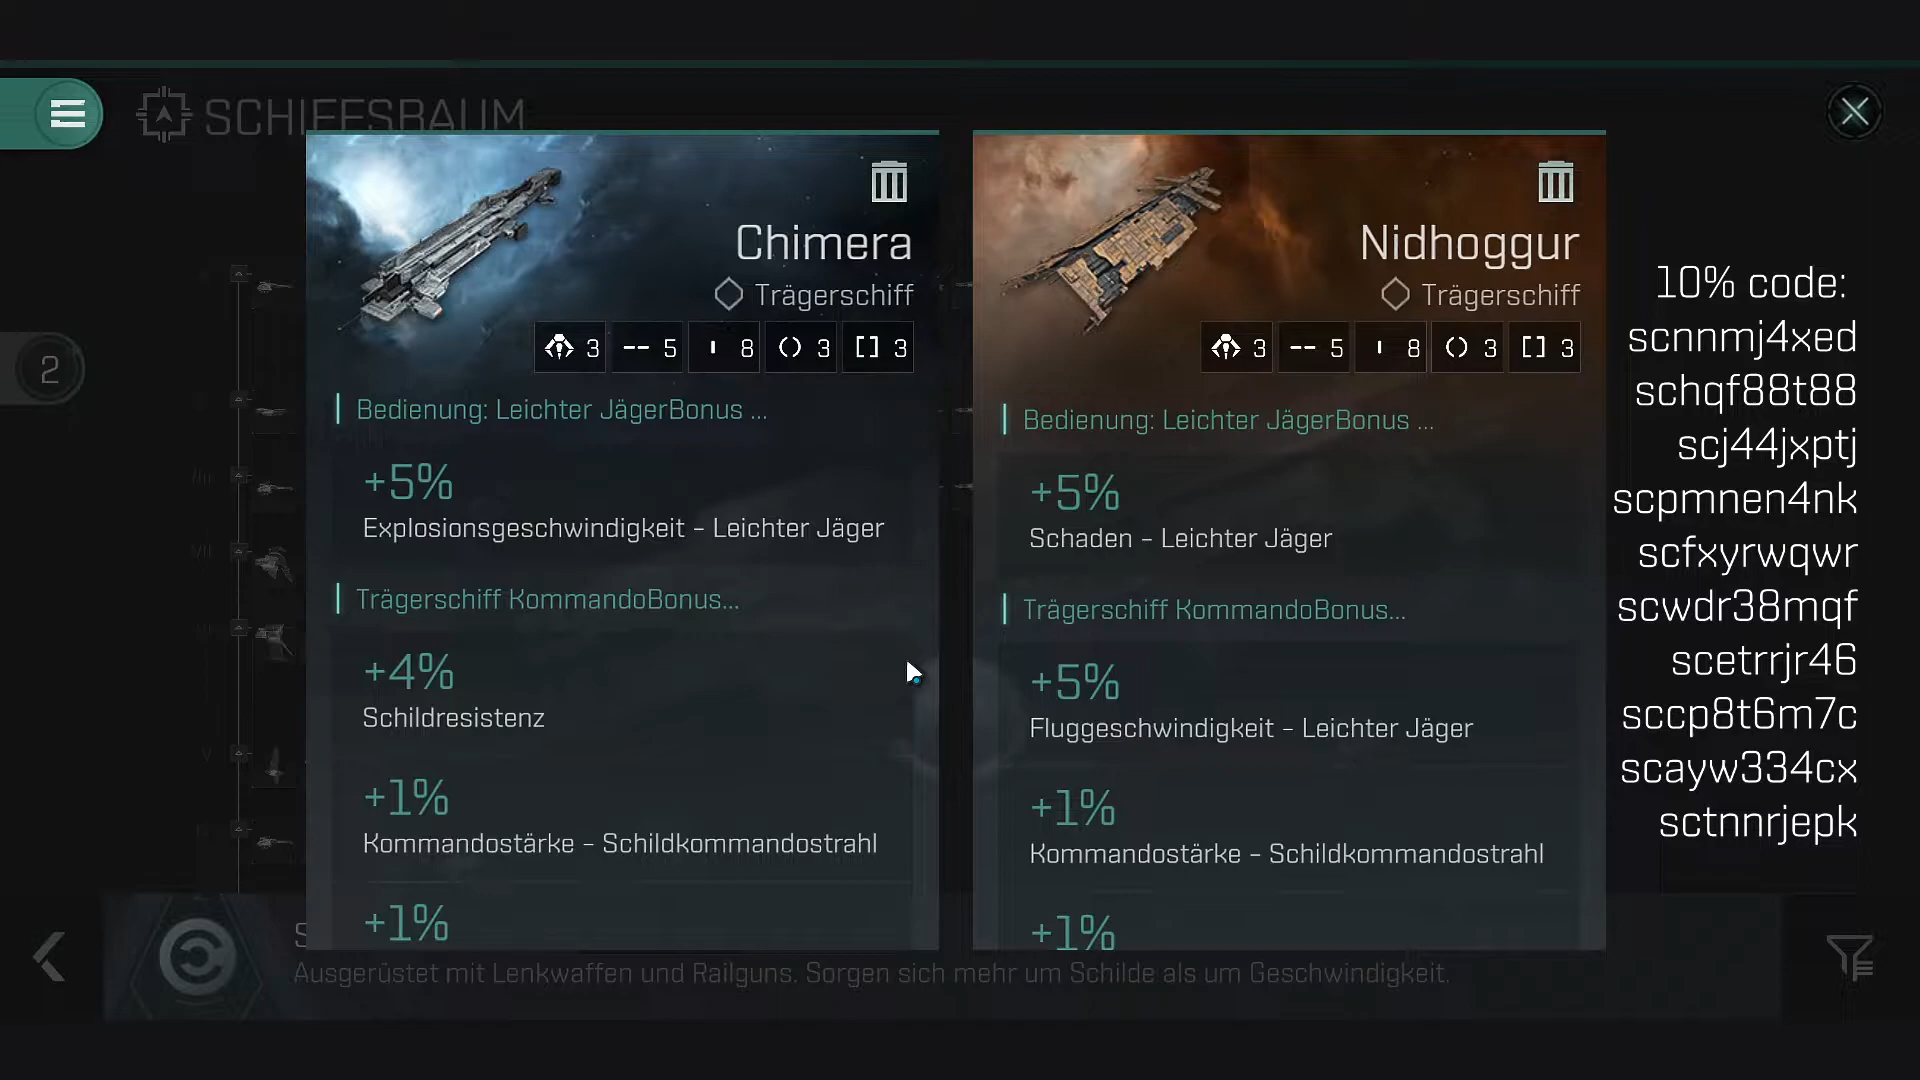 SCHIFFSBAUM
2
Chimera
Trägerschiff
3 5 8 3 3
Bedienung: Leichter JägerBonus ...
+5%
Explosionsgeschwindigkeit – Leichter Jäger
Trägerschiff KommandoBonus...
+4%
Schildresistenz
+1%
Kommandostärke – Schildkommandostrahl
+1%
Nidhoggur
Trägerschiff
3 5 8 3 3
Bedienung: Leichter JägerBonus ...
+5%
Schaden – Leichter Jäger
Trägerschiff KommandoBonus...
+5%
Fluggeschwindigkeit – Leichter Jäger
+1%
Kommandostärke – Schildkommandostrahl
+1%
10% code:
scnnmj4xed
schqf88t88
scj44jxptj
scpmnen4nk
scfxyrwqwr
scwdr38mqf
scetrrjr46
sccp8t6m7c
scayw334cx
sctnnrjepk
Ausgerüstet mit Lenkwaffen und Railguns. Sorgen sich mehr um Schilde als um Geschwindigkeit.